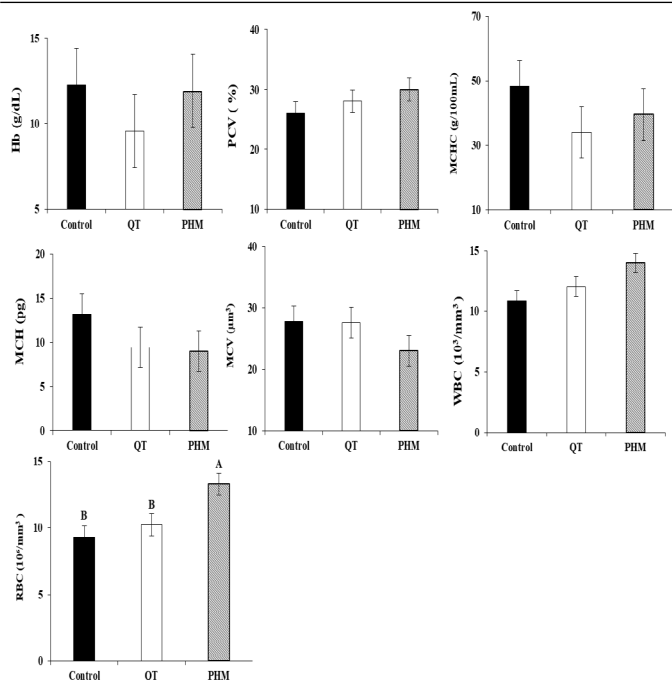 15
10
5
Hb (g/dL)
Control QT PHM
40
30
20
10
PCV ( %)
Control QT PHM
70
50
30
10
MCHC (g/100mL)
Control QT PHM
20
15
10
5
0
MCH (pg)
Control QT PHM
40
30
20
10
MCV (µm³)
Control QT PHM
15
10
5
0
WBC (10³/mm³ )
Control QT PHM
15
10
5
0
RBC (10⁶/mm³ )
B B A
Control QT PHM